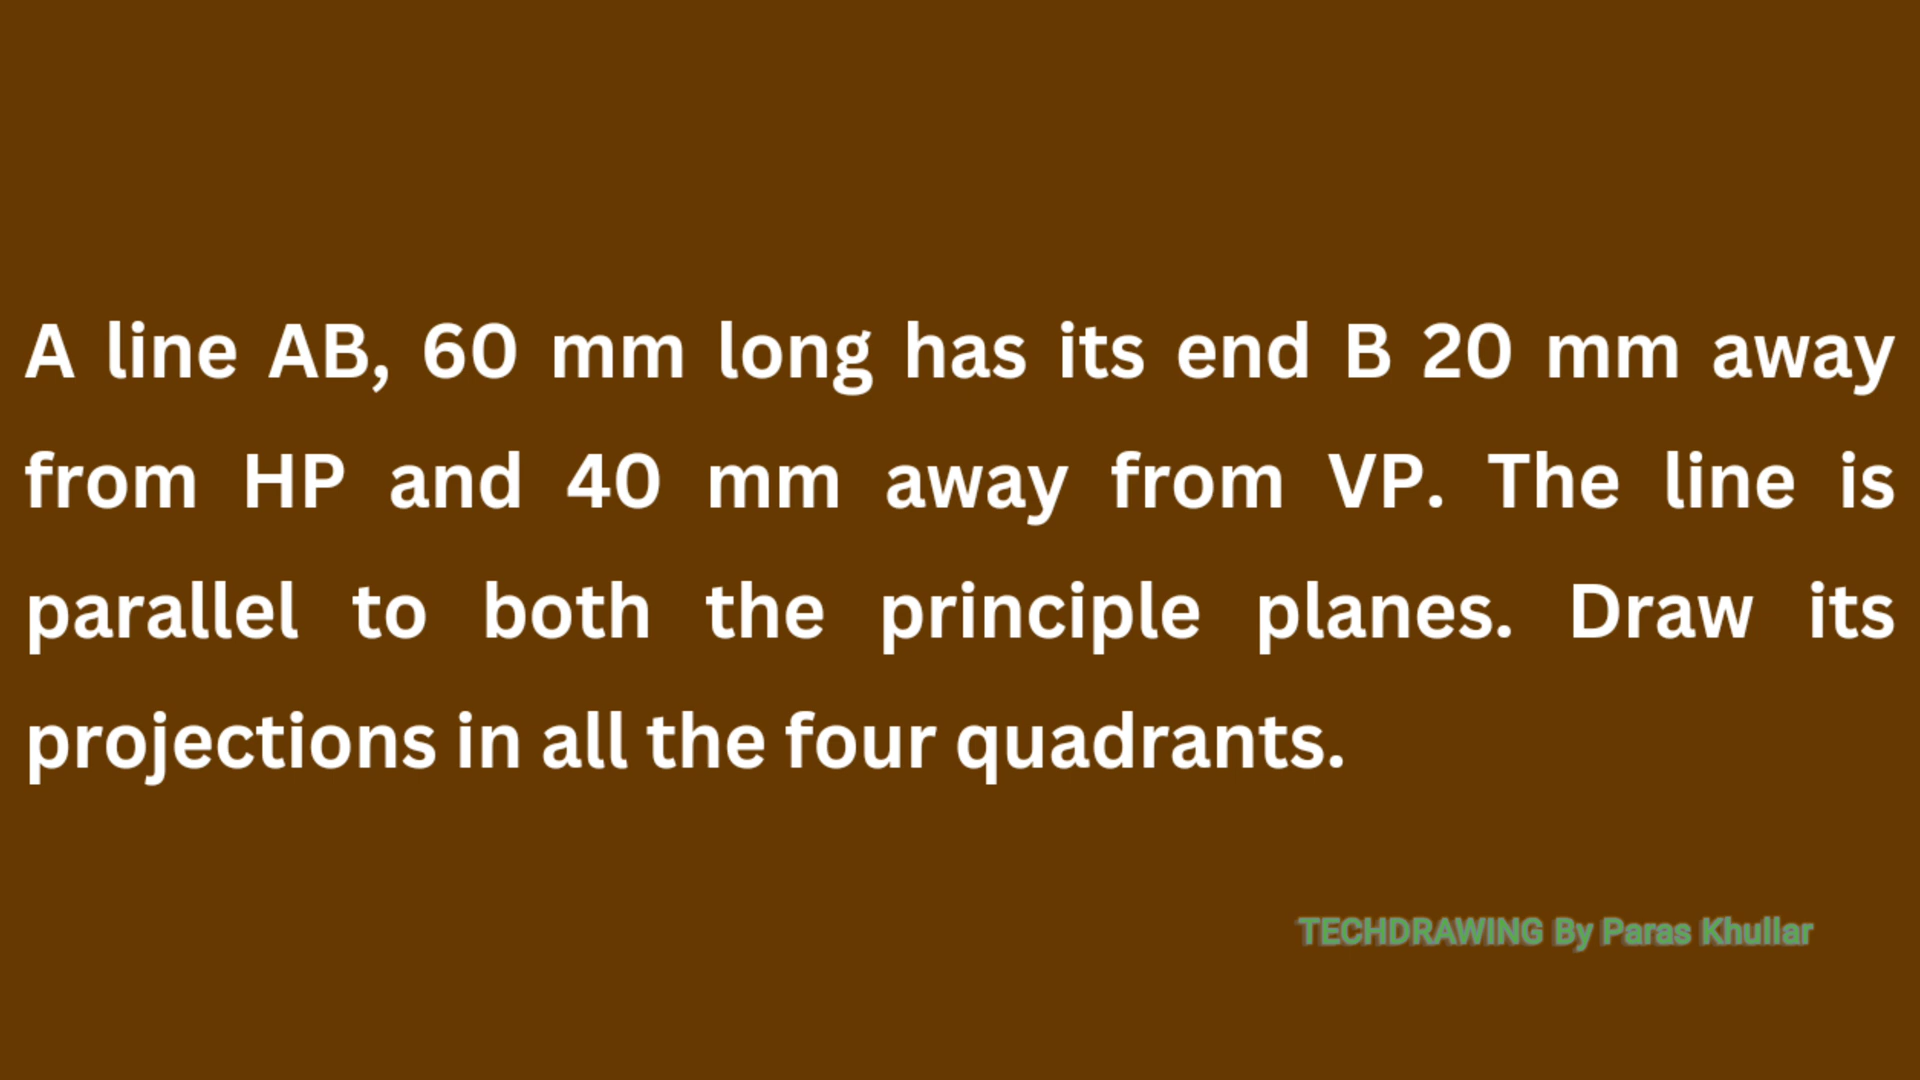 A line AB, 60 mm long has its end B 20 mm away
from HP and 40 mm away from VP. The line is
parallel to both the principle planes. Draw its
projections in all the four quadrants.
TECHDRAWING By Paras Khullar